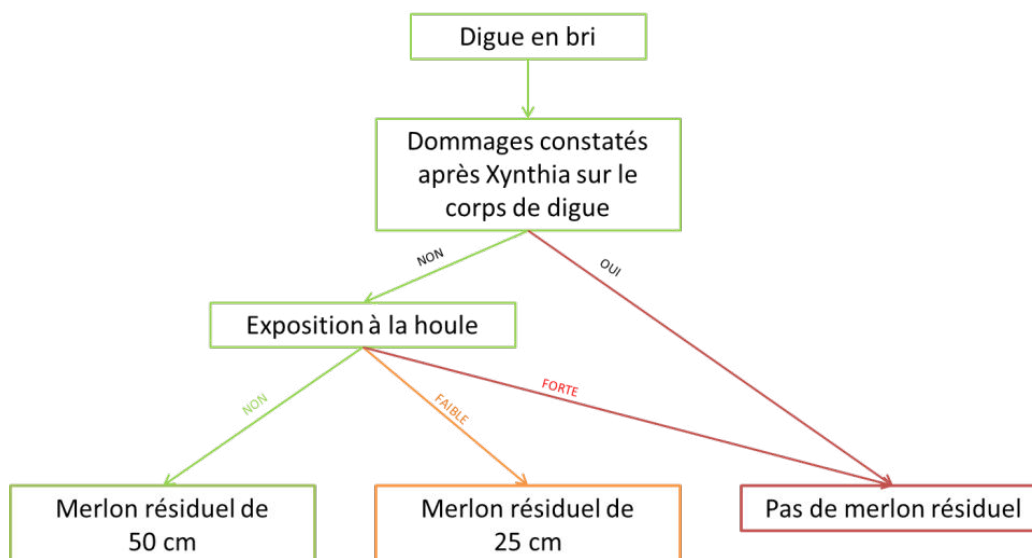 Digue en bri
Dommages constatés
après Xynthia sur le
corps de digue
NON
OUI
Exposition à la houle
NON
FAIBLE
FORTE
Merlon résiduel de
50 cm
Merlon résiduel de
25 cm
Pas de merlon résiduel